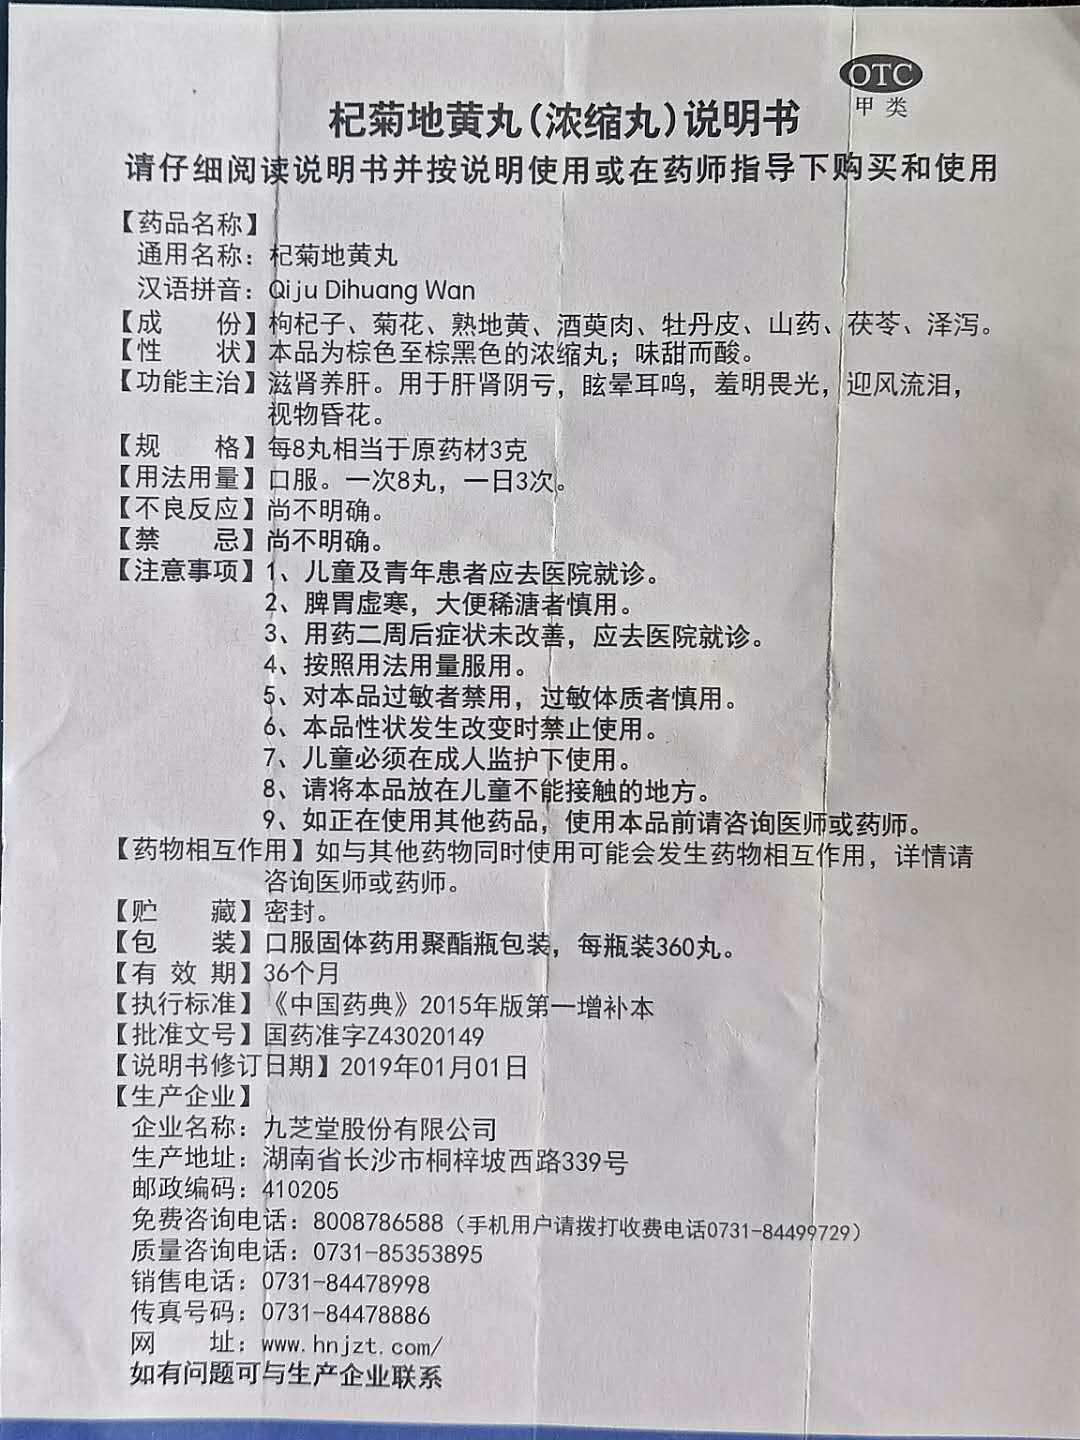 OTC
甲类
杞菊地黄丸(浓缩丸)说明书
请仔细阅读说明书并按说明使用或在药师指导下购买和使用
【药品名称】
通用名称：杞菊地黄丸
汉语拼音：Qiju Dihuang Wan
【成 份】枸杞子、菊花、熟地黄、酒萸肉、牡丹皮、山药、茯苓、泽泻。
【性 状】本品为棕色至棕黑色的浓缩丸；味甜而酸。
【功能主治】滋肾养肝。用于肝肾阴亏，眩晕耳鸣，羞明畏光，迎风流泪，
视物昏花。
【规 格】每8丸相当于原药材3克
【用法用量】口服。一次8丸，一日3次。
【不良反应】尚不明确。
【禁 忌】尚不明确。
【注意事项】1、儿童及青年患者应去医院就诊。
2、脾胃虚寒，大便稀溏者慎用。
3、用药二周后症状未改善，应去医院就诊。
4、按照用法用量服用。
5、对本品过敏者禁用，过敏体质者慎用。
6、本品性状发生改变时禁止使用。
7、儿童必须在成人监护下使用。
8、请将本品放在儿童不能接触的地方。
9、如正在使用其他药品，使用本品前请咨询医师或药师。
【药物相互作用】如与其他药物同时使用可能会发生药物相互作用，详情请
咨询医师或药师。
【贮 藏】密封。
【包 装】口服固体药用聚酯瓶包装，每瓶装360丸。
【有 效 期】36个月
【执行标准】《中国药典》2015年版第一增补本
【批准文号】国药准字Z43020149
【说明书修订日期】2019年01月01日
【生产企业】
企业名称：九芝堂股份有限公司
生产地址：湖南省长沙市桐梓坡西路339号
邮政编码：410205
免费咨询电话：8008786588（手机用户请拨打收费电话0731-84499729）
质量咨询电话：0731-85353895
销售电话：0731-84478998
传真号码：0731-84478886
网 址：www.hnjzt.com/
如有问题可与生产企业联系